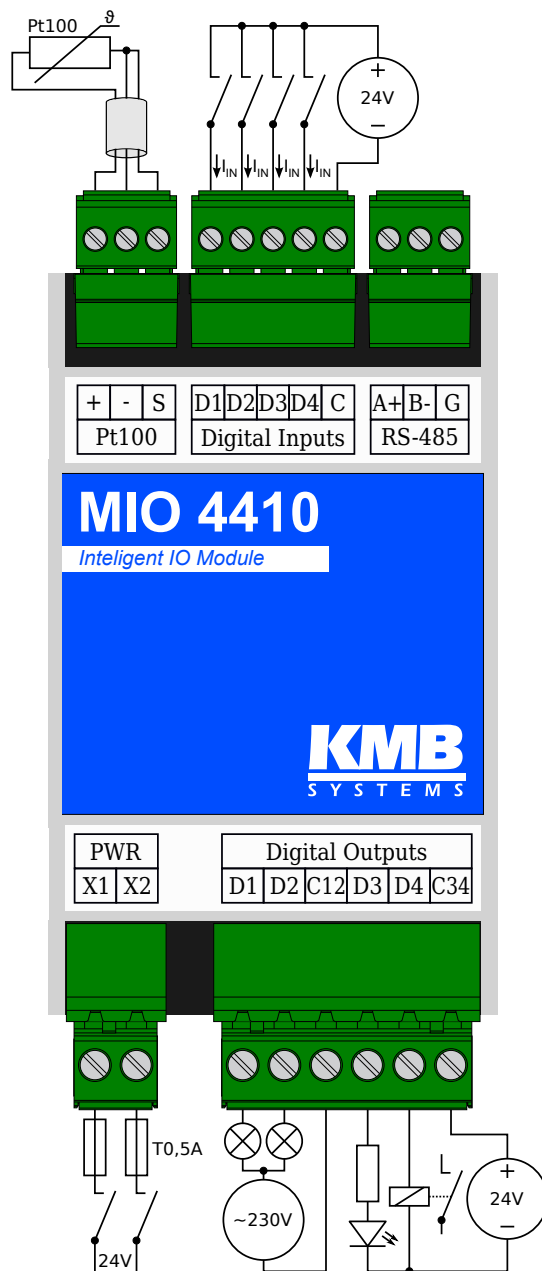 Pt100 ϑ
+
24V
−
I_IN I_IN I_IN I_IN
+ - S D1 D2 D3 D4 C A+ B- G
Pt100 Digital Inputs RS-485
MIO 4410
Inteligent IO Module
KMB
SYSTEMS
PWR Digital Outputs
X1 X2 D1 D2 C12 D3 D4 C34
T0,5A
+
~230V 24V
−
24V